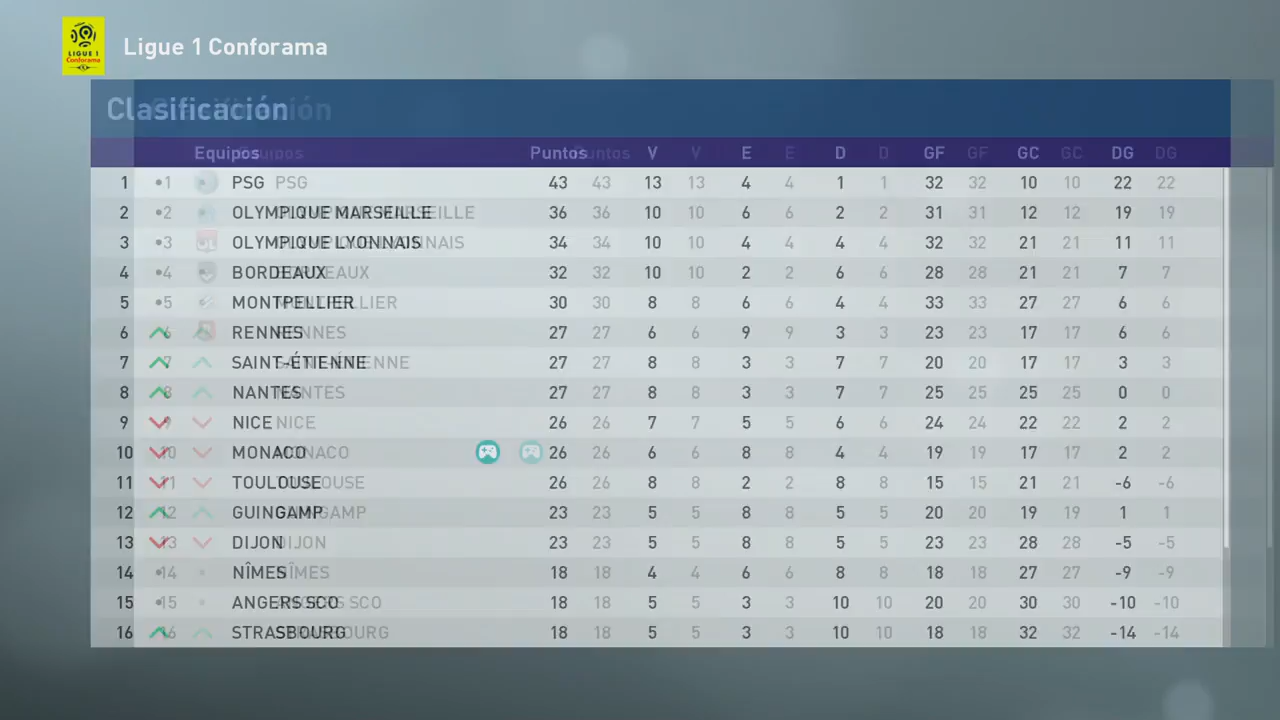 LIGUE 1
Conforama
Ligue 1 Conforama
Clasificación
Equipos Puntos V E D GF GC DG
1 PSG 43 13 4 1 32 10 22
2 OLYMPIQUE MARSEILLE 36 10 6 2 31 12 19
3 OLYMPIQUE LYONNAIS 34 10 4 4 32 21 11
4 BORDEAUX 32 10 2 6 28 21 7
5 MONTPELLIER 30 8 6 4 33 27 6
6 RENNES 27 6 9 3 23 17 6
7 SAINT-ÉTIENNE 27 8 3 7 20 17 3
8 NANTES 27 8 3 7 25 25 0
9 NICE 26 7 5 6 24 22 2
10 MONACO 26 6 8 4 19 17 2
11 TOULOUSE 26 8 2 8 15 21 -6
12 GUINGAMP 23 5 8 5 20 19 1
13 DIJON 23 5 8 5 23 28 -5
14 NÎMES 18 4 6 8 18 27 -9
15 ANGERS SCO 18 5 3 10 20 30 -10
16 STRASBOURG 18 5 3 10 18 32 -14